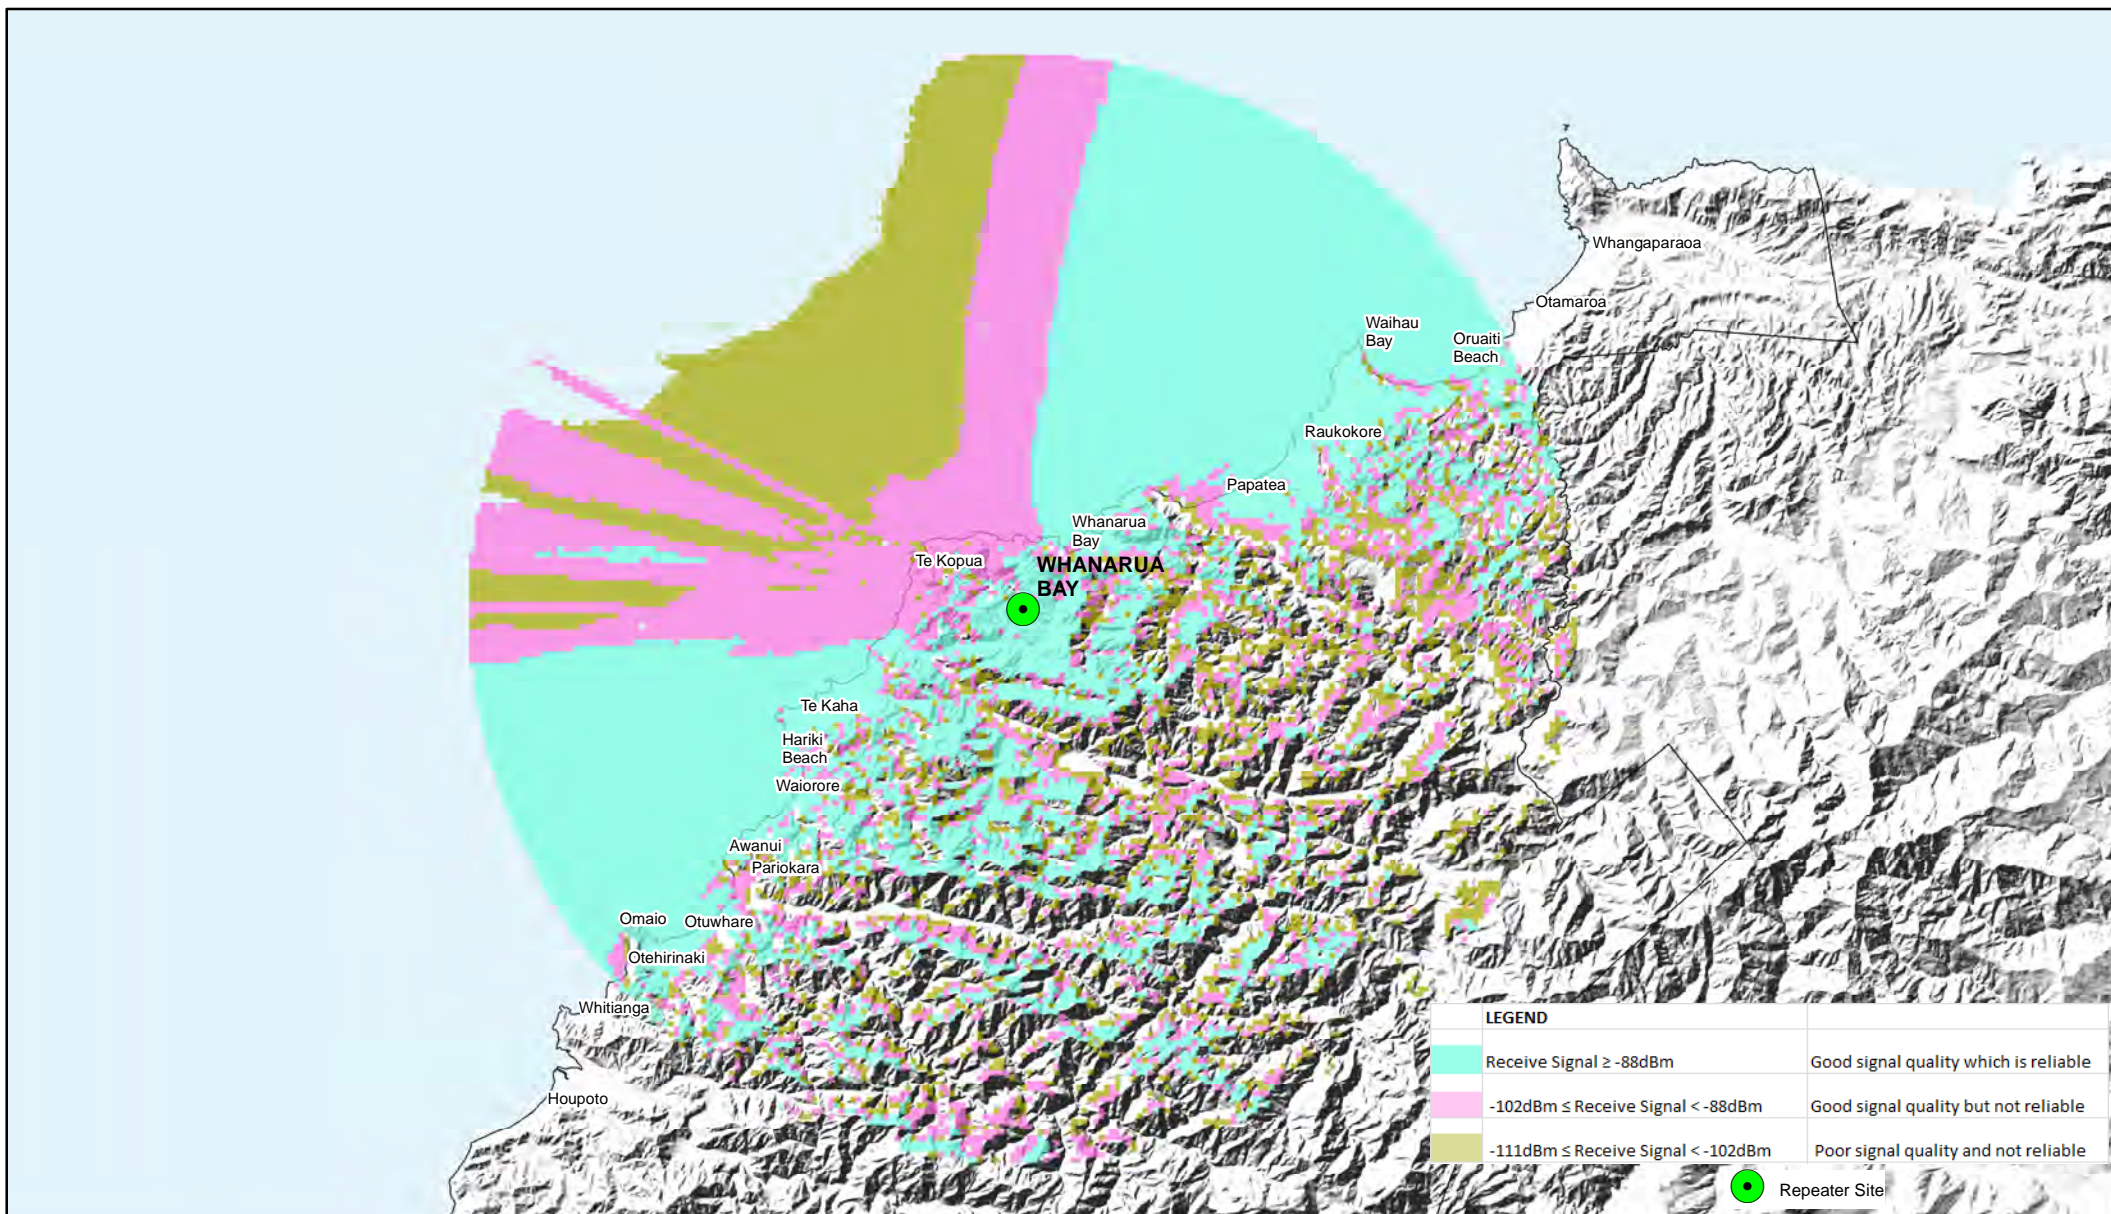 Whangaparaoa
Otamaroa
Waihau
Bay
Oruaiti
Beach
Raukokore
Papatea
Whanarua
Bay
Te Kopua
WHANARUA
BAY
Te Kaha
Hariki
Beach
Waiorore
Awanui
Pariokara
Omaio
Otuwhare
Otehirinaki
Whitianga
Houpoto
LEGEND
Receive Signal ≥ -88dBm Good signal quality which is reliable
-102dBm ≤ Receive Signal < -88dBm Good signal quality but not reliable
-111dBm ≤ Receive Signal < -102dBm Poor signal quality and not reliable
Repeater Site